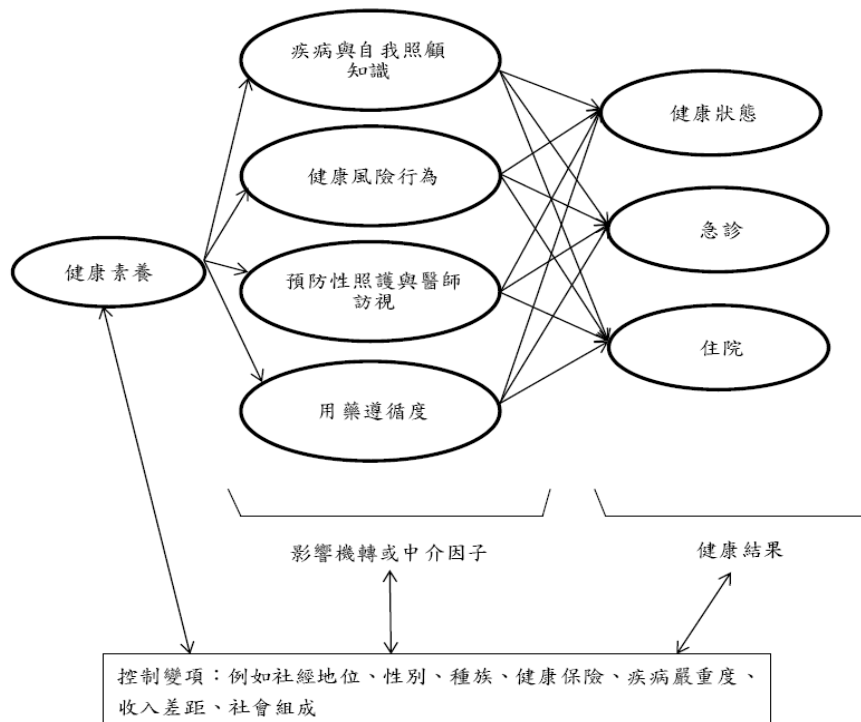 疾病與自我照顧
知識
健康狀態
健康風險行為
急診
健康素養
預防性照護與醫師
訪視
住院
用藥遵循度
影響機轉或中介因子
健康結果
控制變項：例如社經地位、性別、種族、健康保險、疾病嚴重度、
收入差距、社會組成